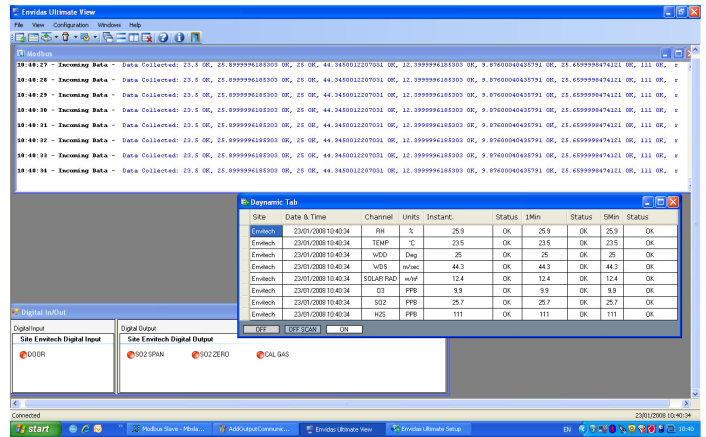 Envidas Ultimate View
File View Configuration Windows Help
Modbus
10:40:27 - Incoming Data - Data Collected: 23.5 OK, 25.8999996185303 OK, 25 OK, 44.3450012207031 OK, 12.3999996185303 OK, 9.87600040435791 OK, 25.6599998474121 OK, 111 OK, r
10:40:28 - Incoming Data - Data Collected: 23.5 OK, 25.8999996185303 OK, 25 OK, 44.3450012207031 OK, 12.3999996185303 OK, 9.87600040435791 OK, 25.6599998474121 OK, 111 OK, r
10:40:29 - Incoming Data - Data Collected: 23.5 OK, 25.8999996185303 OK, 25 OK, 44.3450012207031 OK, 12.3999996185303 OK, 9.87600040435791 OK, 25.6599998474121 OK, 111 OK, r
10:40:30 - Incoming Data - Data Collected: 23.5 OK, 25.8999996185303 OK, 25 OK, 44.3450012207031 OK, 12.3999996185303 OK, 9.87600040435791 OK, 25.6599998474121 OK, 111 OK, r
10:40:31 - Incoming Data - Data Collected: 23.5 OK, 25.8999996185303 OK, 25 OK, 44.3450012207031 OK, 12.3999996185303 OK, 9.87600040435791 OK, 25.6599998474121 OK, 111 OK, r
10:40:32 - Incoming Data - Data Collected: 23.5 OK, 25.8999996185303 OK, 25 OK, 44.3450012207031 OK, 12.3999996185303 OK, 9.87600040435791 OK, 25.6599998474121 OK, 111 OK, r
10:40:33 - Incoming Data - Data Collected: 23.5 OK, 25.8999996185303 OK, 25 OK, 44.3450012207031 OK, 12.3999996185303 OK, 9.87600040435791 OK, 25.6599998474121 OK, 111 OK, r
10:40:34 - Incoming Data - Data Collected: 23.5 OK, 25.8999996185303 OK, 25 OK, 44.3450012207031 OK, 12.3999996185303 OK, 9.87600040435791 OK, 25.6599998474121 OK, 111 OK, r
Daynamic Tab
Site Date & Time Channel Units Instant. Status 1Min Status 5Min Status
Envitech 23/01/2008 10:40:34 RH % 25.9 OK 25.9 OK 25.9 OK
Envitech 23/01/2008 10:40:34 TEMP °C 23.5 OK 23.5 OK 23.5 OK
Envitech 23/01/2008 10:40:34 WDD Deg 25 OK 25 OK 25 OK
Envitech 23/01/2008 10:40:34 WDS m/sec 44.3 OK 44.3 OK 44.3 OK
Envitech 23/01/2008 10:40:34 SOLAR RAD w/m² 12.4 OK 12.4 OK 12.4 OK
Envitech 23/01/2008 10:40:34 O3 PPB 9.9 OK 9.9 OK 9.9 OK
Envitech 23/01/2008 10:40:34 SO2 PPB 25.7 OK 25.7 OK 25.7 OK
Envitech 23/01/2008 10:40:34 H2S PPB 111 OK 111 OK 111 OK
OFF OFF SCAN ON
Digital In/Out
Digital Input Digital Output
Site Envitech Digital Input Site Envitech Digital Output
DOOR SO2 SPAN SO2 ZERO CAL GAS
Connected 23/01/2008 10:40:34
start Modbus Slave - Mbsla... AddOutputCommunic... Envidas Ultimate View Envidas Ultimate Setup EN 10:40